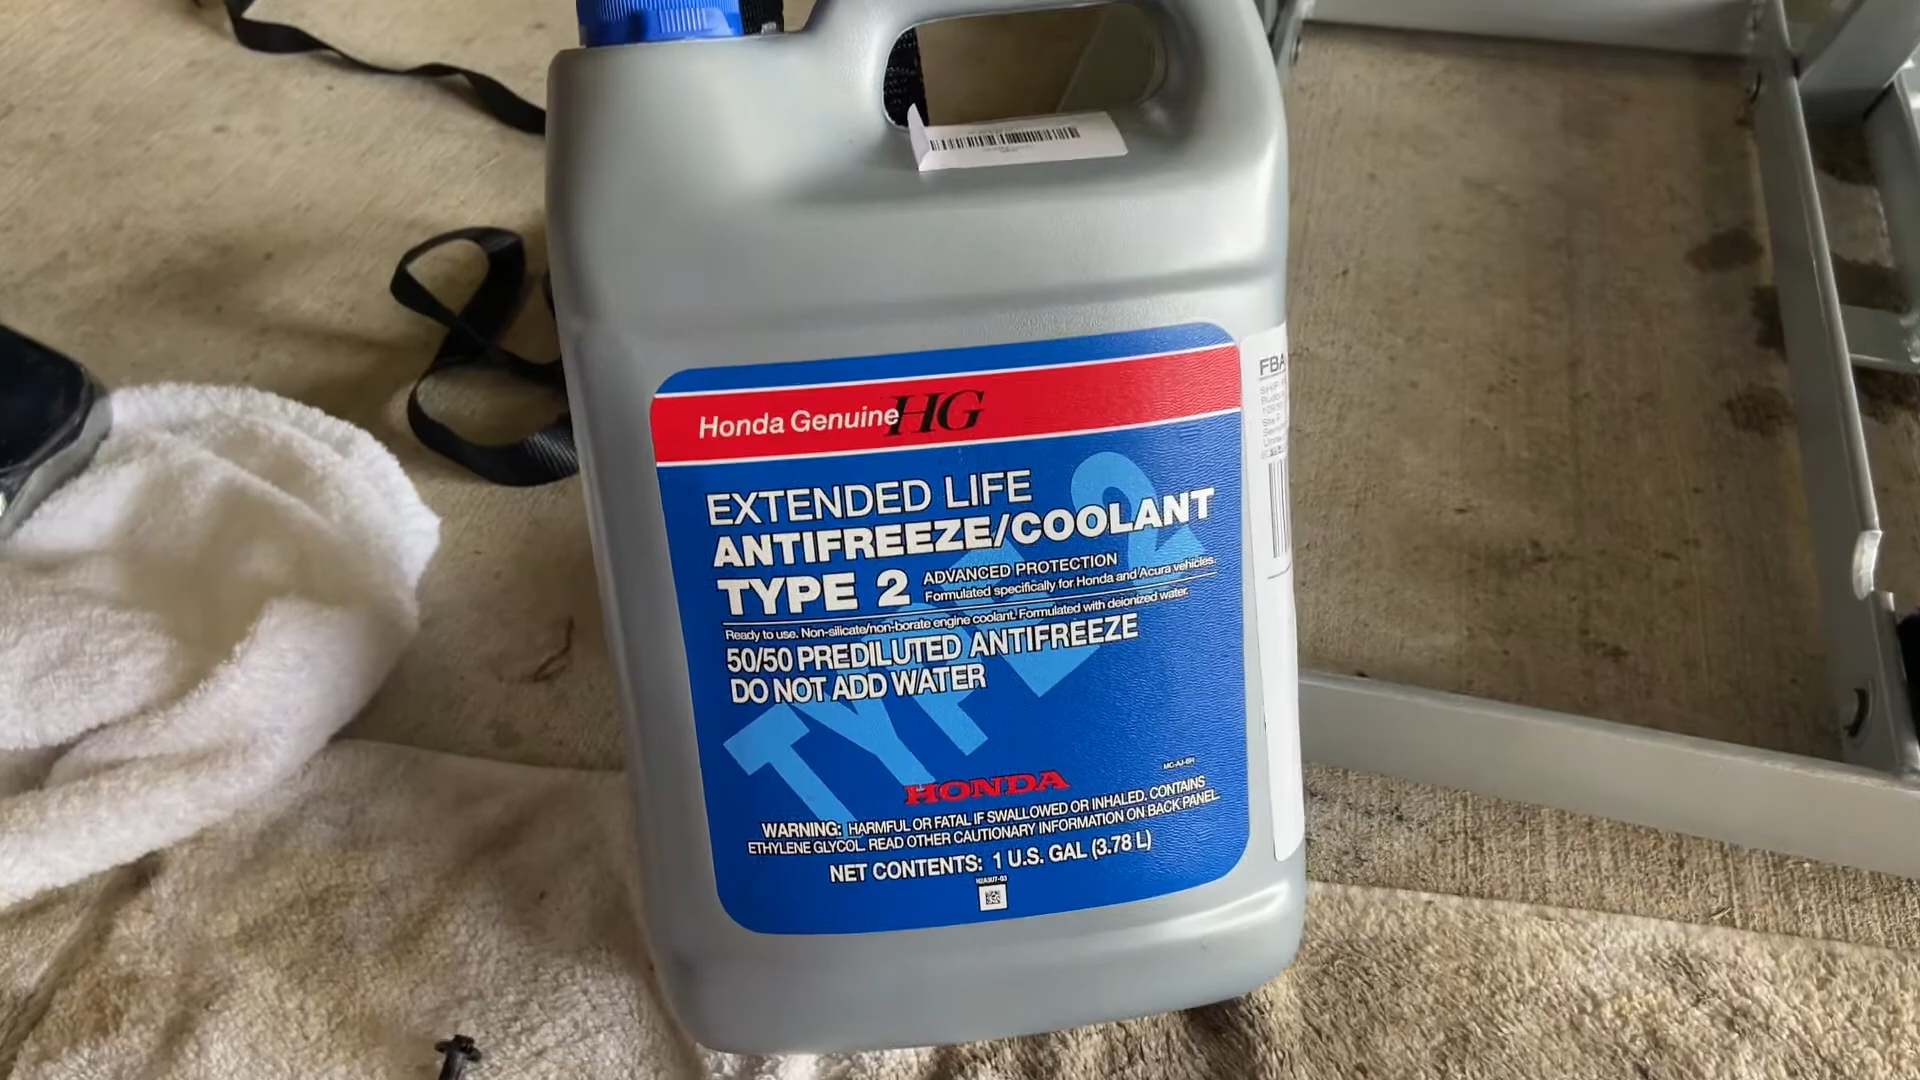 Honda Genuine HG
EXTENDED LIFE
ANTIFREEZE/COOLANT
TYPE 2
ADVANCED PROTECTION
Formulated specifically for Honda and Acura vehicles.
Ready to use. Non-silicate/non-borate engine coolant. Formulated with deionized water.
50/50 PREDILUTED ANTIFREEZE
DO NOT ADD WATER
TYPE 2
HONDA
WARNING: HARMFUL OR FATAL IF SWALLOWED OR INHALED. CONTAINS
ETHYLENE GLYCOL. READ OTHER CAUTIONARY INFORMATION ON BACK PANEL.
NET CONTENTS: 1 U.S. GAL (3.78 L)
FBA